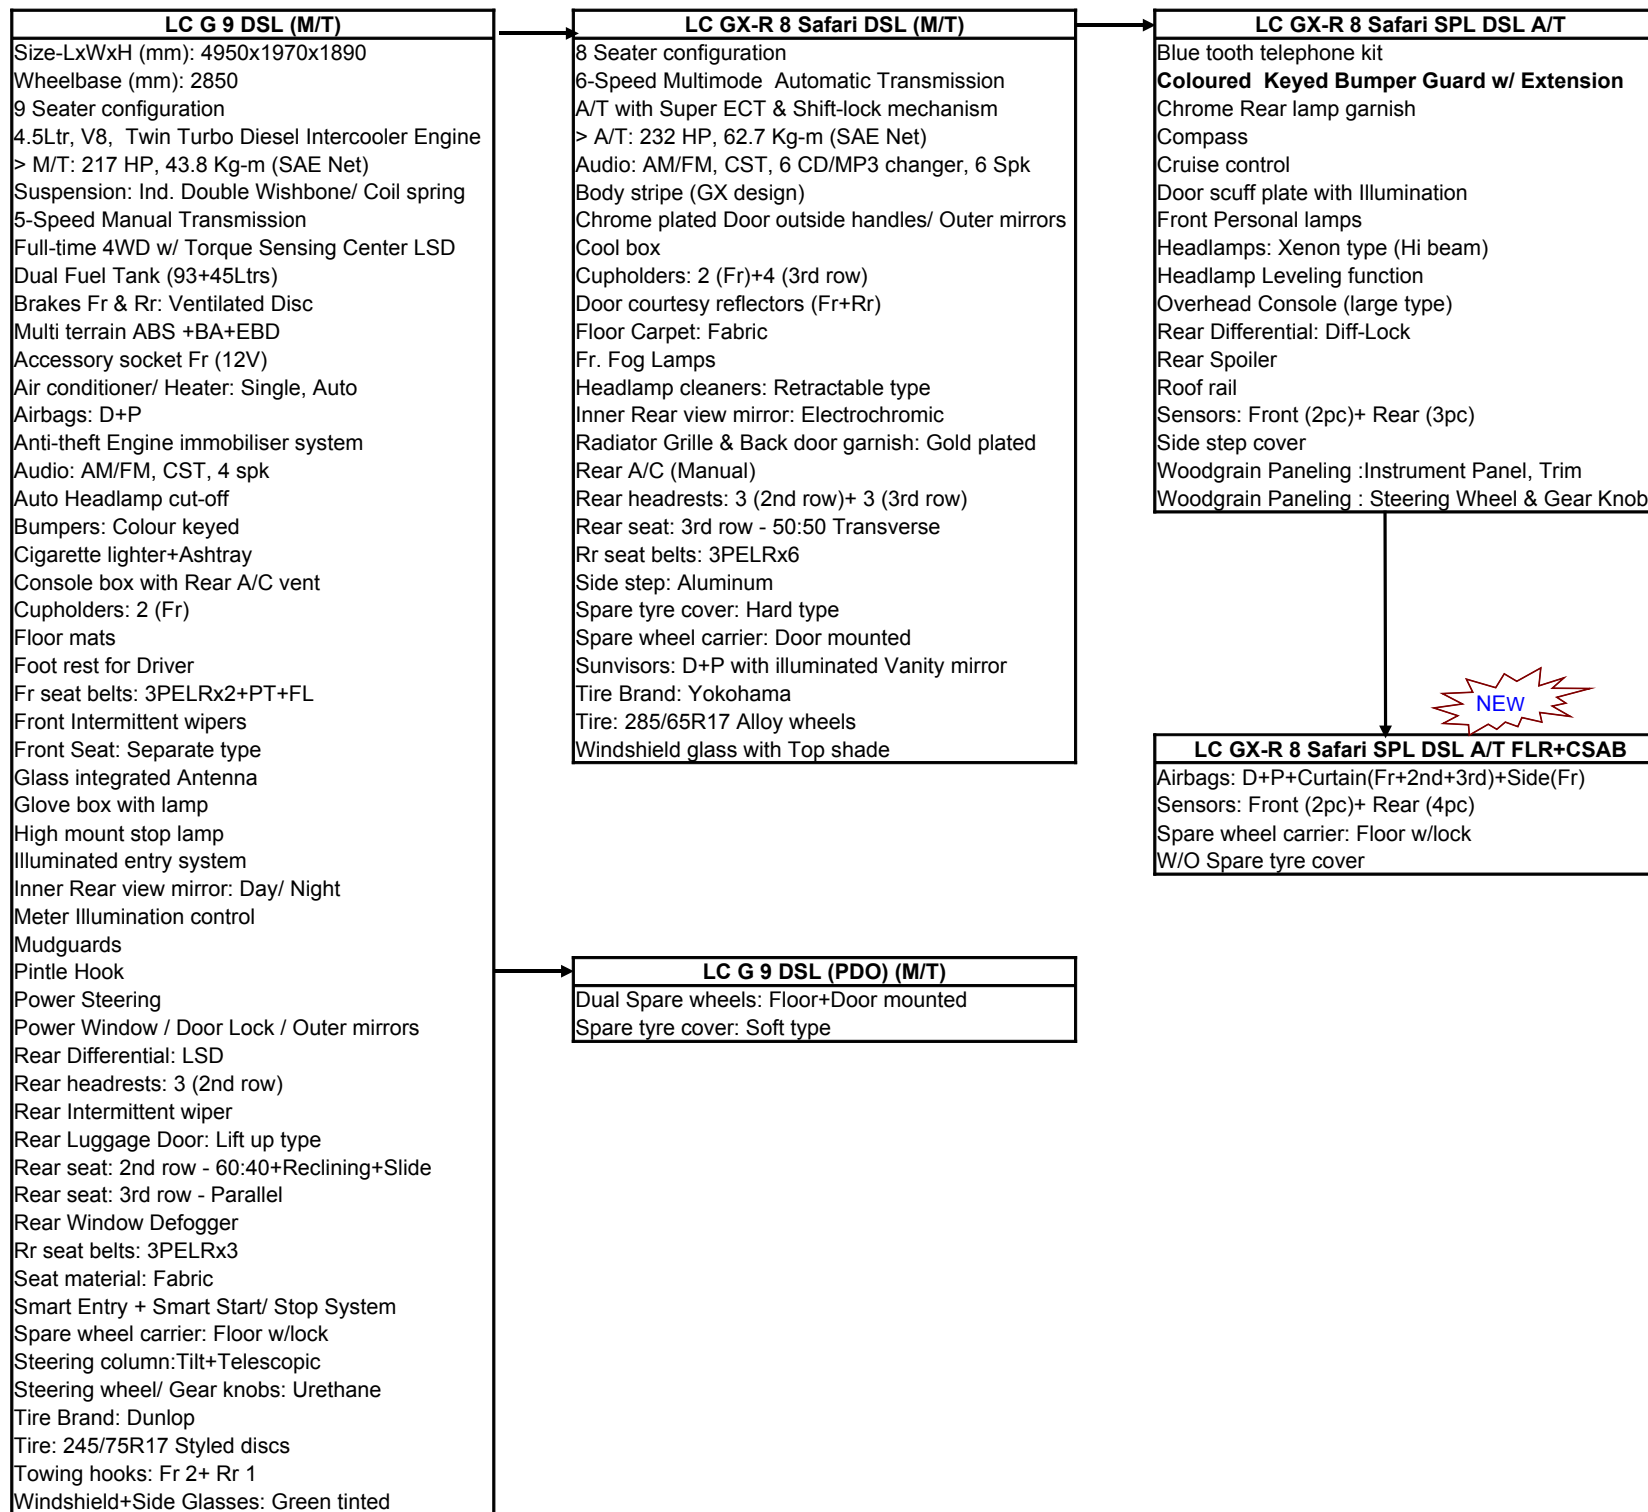 LC G 9 DSL (M/T)
Size-LxWxH (mm): 4950x1970x1890
Wheelbase (mm): 2850
9 Seater configuration
4.5Ltr, V8,  Twin Turbo Diesel Intercooler Engine
> M/T: 217 HP, 43.8 Kg-m (SAE Net)
Suspension: Ind. Double Wishbone/ Coil spring
5-Speed Manual Transmission
Full-time 4WD w/ Torque Sensing Center LSD
Dual Fuel Tank (93+45Ltrs)
Brakes Fr & Rr: Ventilated Disc
Multi terrain ABS +BA+EBD
Accessory socket Fr (12V)
Air conditioner/ Heater: Single, Auto
Airbags: D+P
Anti-theft Engine immobiliser system
Audio: AM/FM, CST, 4 spk
Auto Headlamp cut-off
Bumpers: Colour keyed
Cigarette lighter+Ashtray
Console box with Rear A/C vent
Cupholders: 2 (Fr)
Floor mats
Foot rest for Driver
Fr seat belts: 3PELRx2+PT+FL
Front Intermittent wipers
Front Seat: Separate type
Glass integrated Antenna
Glove box with lamp
High mount stop lamp
Illuminated entry system
Inner Rear view mirror: Day/ Night
Meter Illumination control
Mudguards
Pintle Hook
Power Steering
Power Window / Door Lock / Outer mirrors
Rear Differential: LSD
Rear headrests: 3 (2nd row)
Rear Intermittent wiper
Rear Luggage Door: Lift up type
Rear seat: 2nd row - 60:40+Reclining+Slide
Rear seat: 3rd row - Parallel
Rear Window Defogger
Rr seat belts: 3PELRx3
Seat material: Fabric
Smart Entry + Smart Start/ Stop System
Spare wheel carrier: Floor w/lock
Steering column:Tilt+Telescopic
Steering wheel/ Gear knobs: Urethane
Tire Brand: Dunlop
Tire: 245/75R17 Styled discs
Towing hooks: Fr 2+ Rr 1
Windshield+Side Glasses: Green tinted
LC GX-R 8 Safari DSL (M/T)
8 Seater configuration
6-Speed Multimode  Automatic Transmission
A/T with Super ECT & Shift-lock mechanism
> A/T: 232 HP, 62.7 Kg-m (SAE Net)
Audio: AM/FM, CST, 6 CD/MP3 changer, 6 Spk
Body stripe (GX design)
Chrome plated Door outside handles/ Outer mirrors
Cool box
Cupholders: 2 (Fr)+4 (3rd row)
Door courtesy reflectors (Fr+Rr)
Floor Carpet: Fabric
Fr. Fog Lamps
Headlamp cleaners: Retractable type
Inner Rear view mirror: Electrochromic
Radiator Grille & Back door garnish: Gold plated
Rear A/C (Manual)
Rear headrests: 3 (2nd row)+ 3 (3rd row)
Rear seat: 3rd row - 50:50 Transverse
Rr seat belts: 3PELRx6
Side step: Aluminum
Spare tyre cover: Hard type
Spare wheel carrier: Door mounted
Sunvisors: D+P with illuminated Vanity mirror
Tire Brand: Yokohama
Tire: 285/65R17 Alloy wheels
Windshield glass with Top shade
LC G 9 DSL (PDO) (M/T)
Dual Spare wheels: Floor+Door mounted
Spare tyre cover: Soft type
LC GX-R 8 Safari SPL DSL A/T
Blue tooth telephone kit
Coloured  Keyed Bumper Guard w/ Extension
Chrome Rear lamp garnish
Compass
Cruise control
Door scuff plate with Illumination
Front Personal lamps
Headlamps: Xenon type (Hi beam)
Headlamp Leveling function
Overhead Console (large type)
Rear Differential: Diff-Lock
Rear Spoiler
Roof rail
Sensors: Front (2pc)+ Rear (3pc)
Side step cover
Woodgrain Paneling :Instrument Panel, Trim
Woodgrain Paneling : Steering Wheel & Gear Knob
NEW
LC GX-R 8 Safari SPL DSL A/T FLR+CSAB
Airbags: D+P+Curtain(Fr+2nd+3rd)+Side(Fr)
Sensors: Front (2pc)+ Rear (4pc)
Spare wheel carrier: Floor w/lock
W/O Spare tyre cover